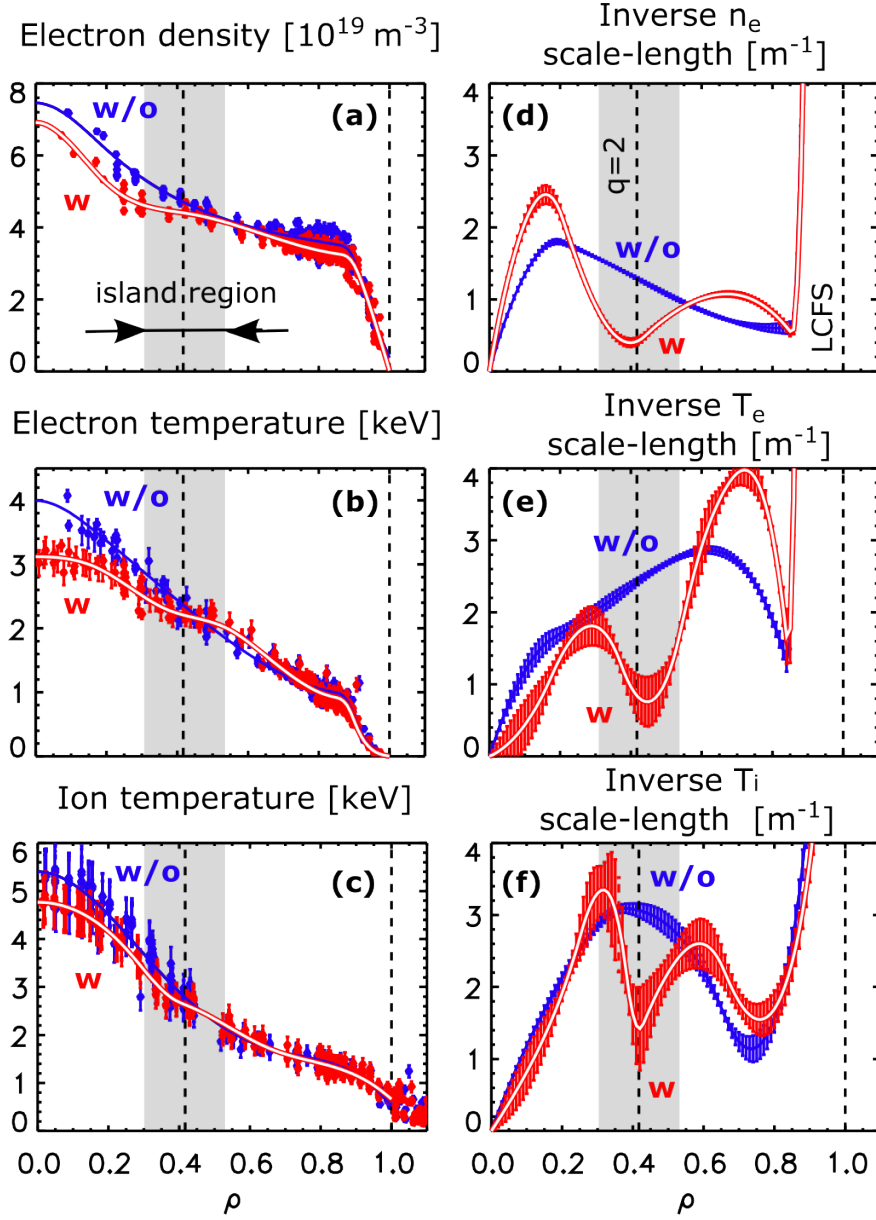 Electron density [10¹⁹ m⁻³]
8
6
4
2
0
w/o
w
(a)
island region
Inverse nₑ
scale-length [m⁻¹]
4
3
2
1
0
(d)
q=2
w/o
w
LCFS
Electron temperature [keV]
4
3
2
1
0
w/o
w
(b)
Inverse Tₑ
scale-length [m⁻¹]
4
3
2
1
0
(e)
w/o
w
Ion temperature [keV]
6
5
4
3
2
1
0
w/o
w
(c)
0.0 0.2 0.4 0.6 0.8 1.0
ρ
Inverse Tᵢ
scale-length [m⁻¹]
4
3
2
1
0
(f)
w/o
w
0.0 0.2 0.4 0.6 0.8 1.0
ρ